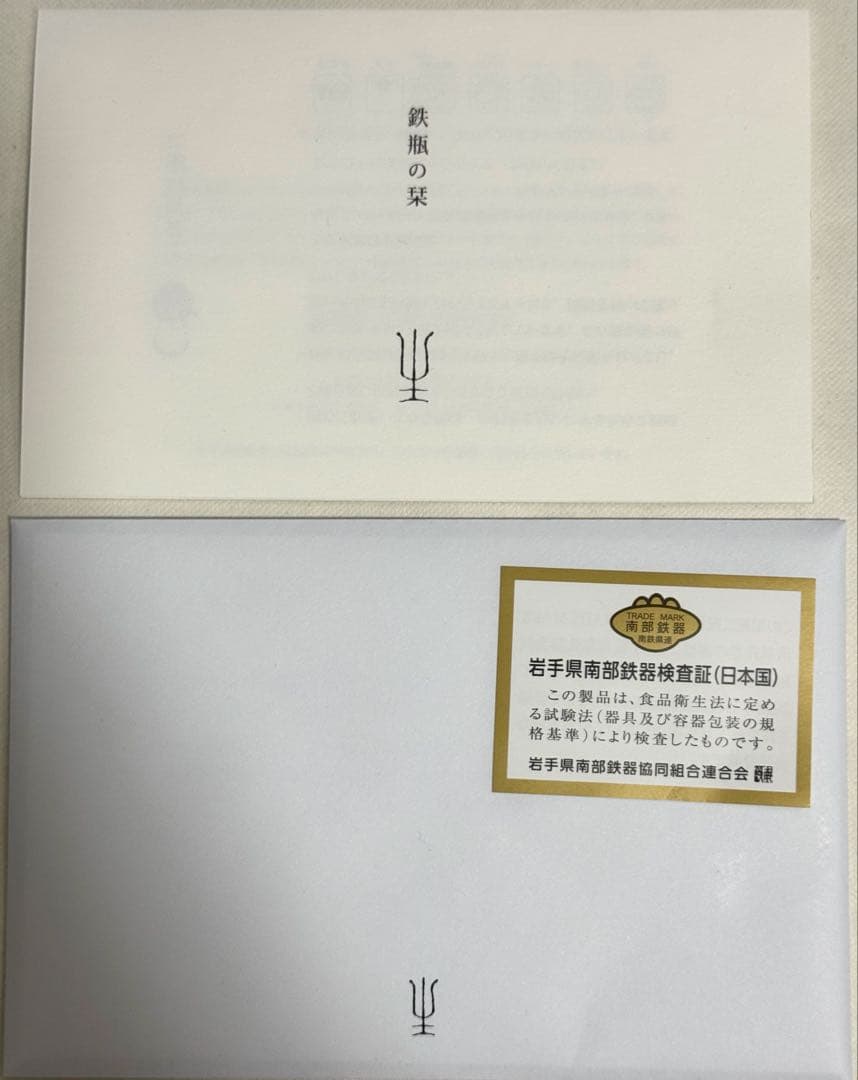 鉄瓶の栞
TRADE MARK
南部鉄器
南鉄県連
岩手県南部鉄器検査証(日本国)
この製品は、食品衛生法に定め
る試験法(器具及び容器包装の規
格基準)により検査したものです。
岩手県南部鉄器協同組合連合会